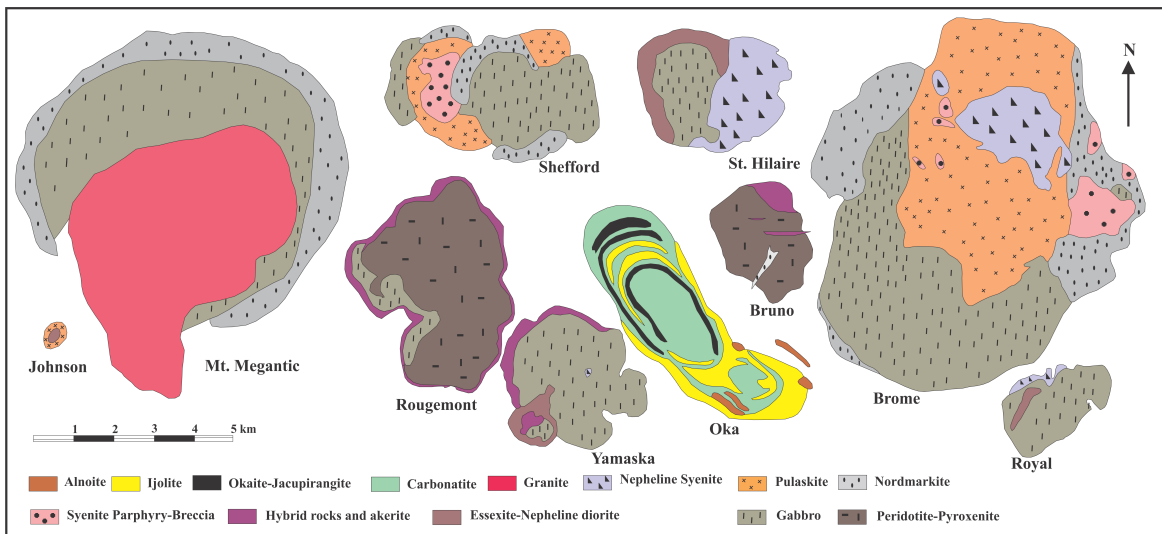 N
Shefford
St. Hilaire
Bruno
Johnson
Mt. Megantic
Rougemont
Brome
Oka
Yamaska
Royal
1 2 3 4 5 km
Alnoite Ijolite Okaite-Jacupirangite Carbonatite Granite Nepheline Syenite Pulaskite Nordmarkite
Syenite Parphyry-Breccia Hybrid rocks and akerite Essexite-Nepheline diorite Gabbro Peridotite-Pyroxenite